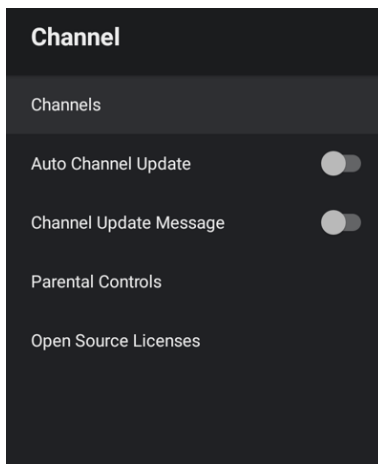 Channel
Channels
Auto Channel Update
Channel Update Message
Parental Controls
Open Source Licenses